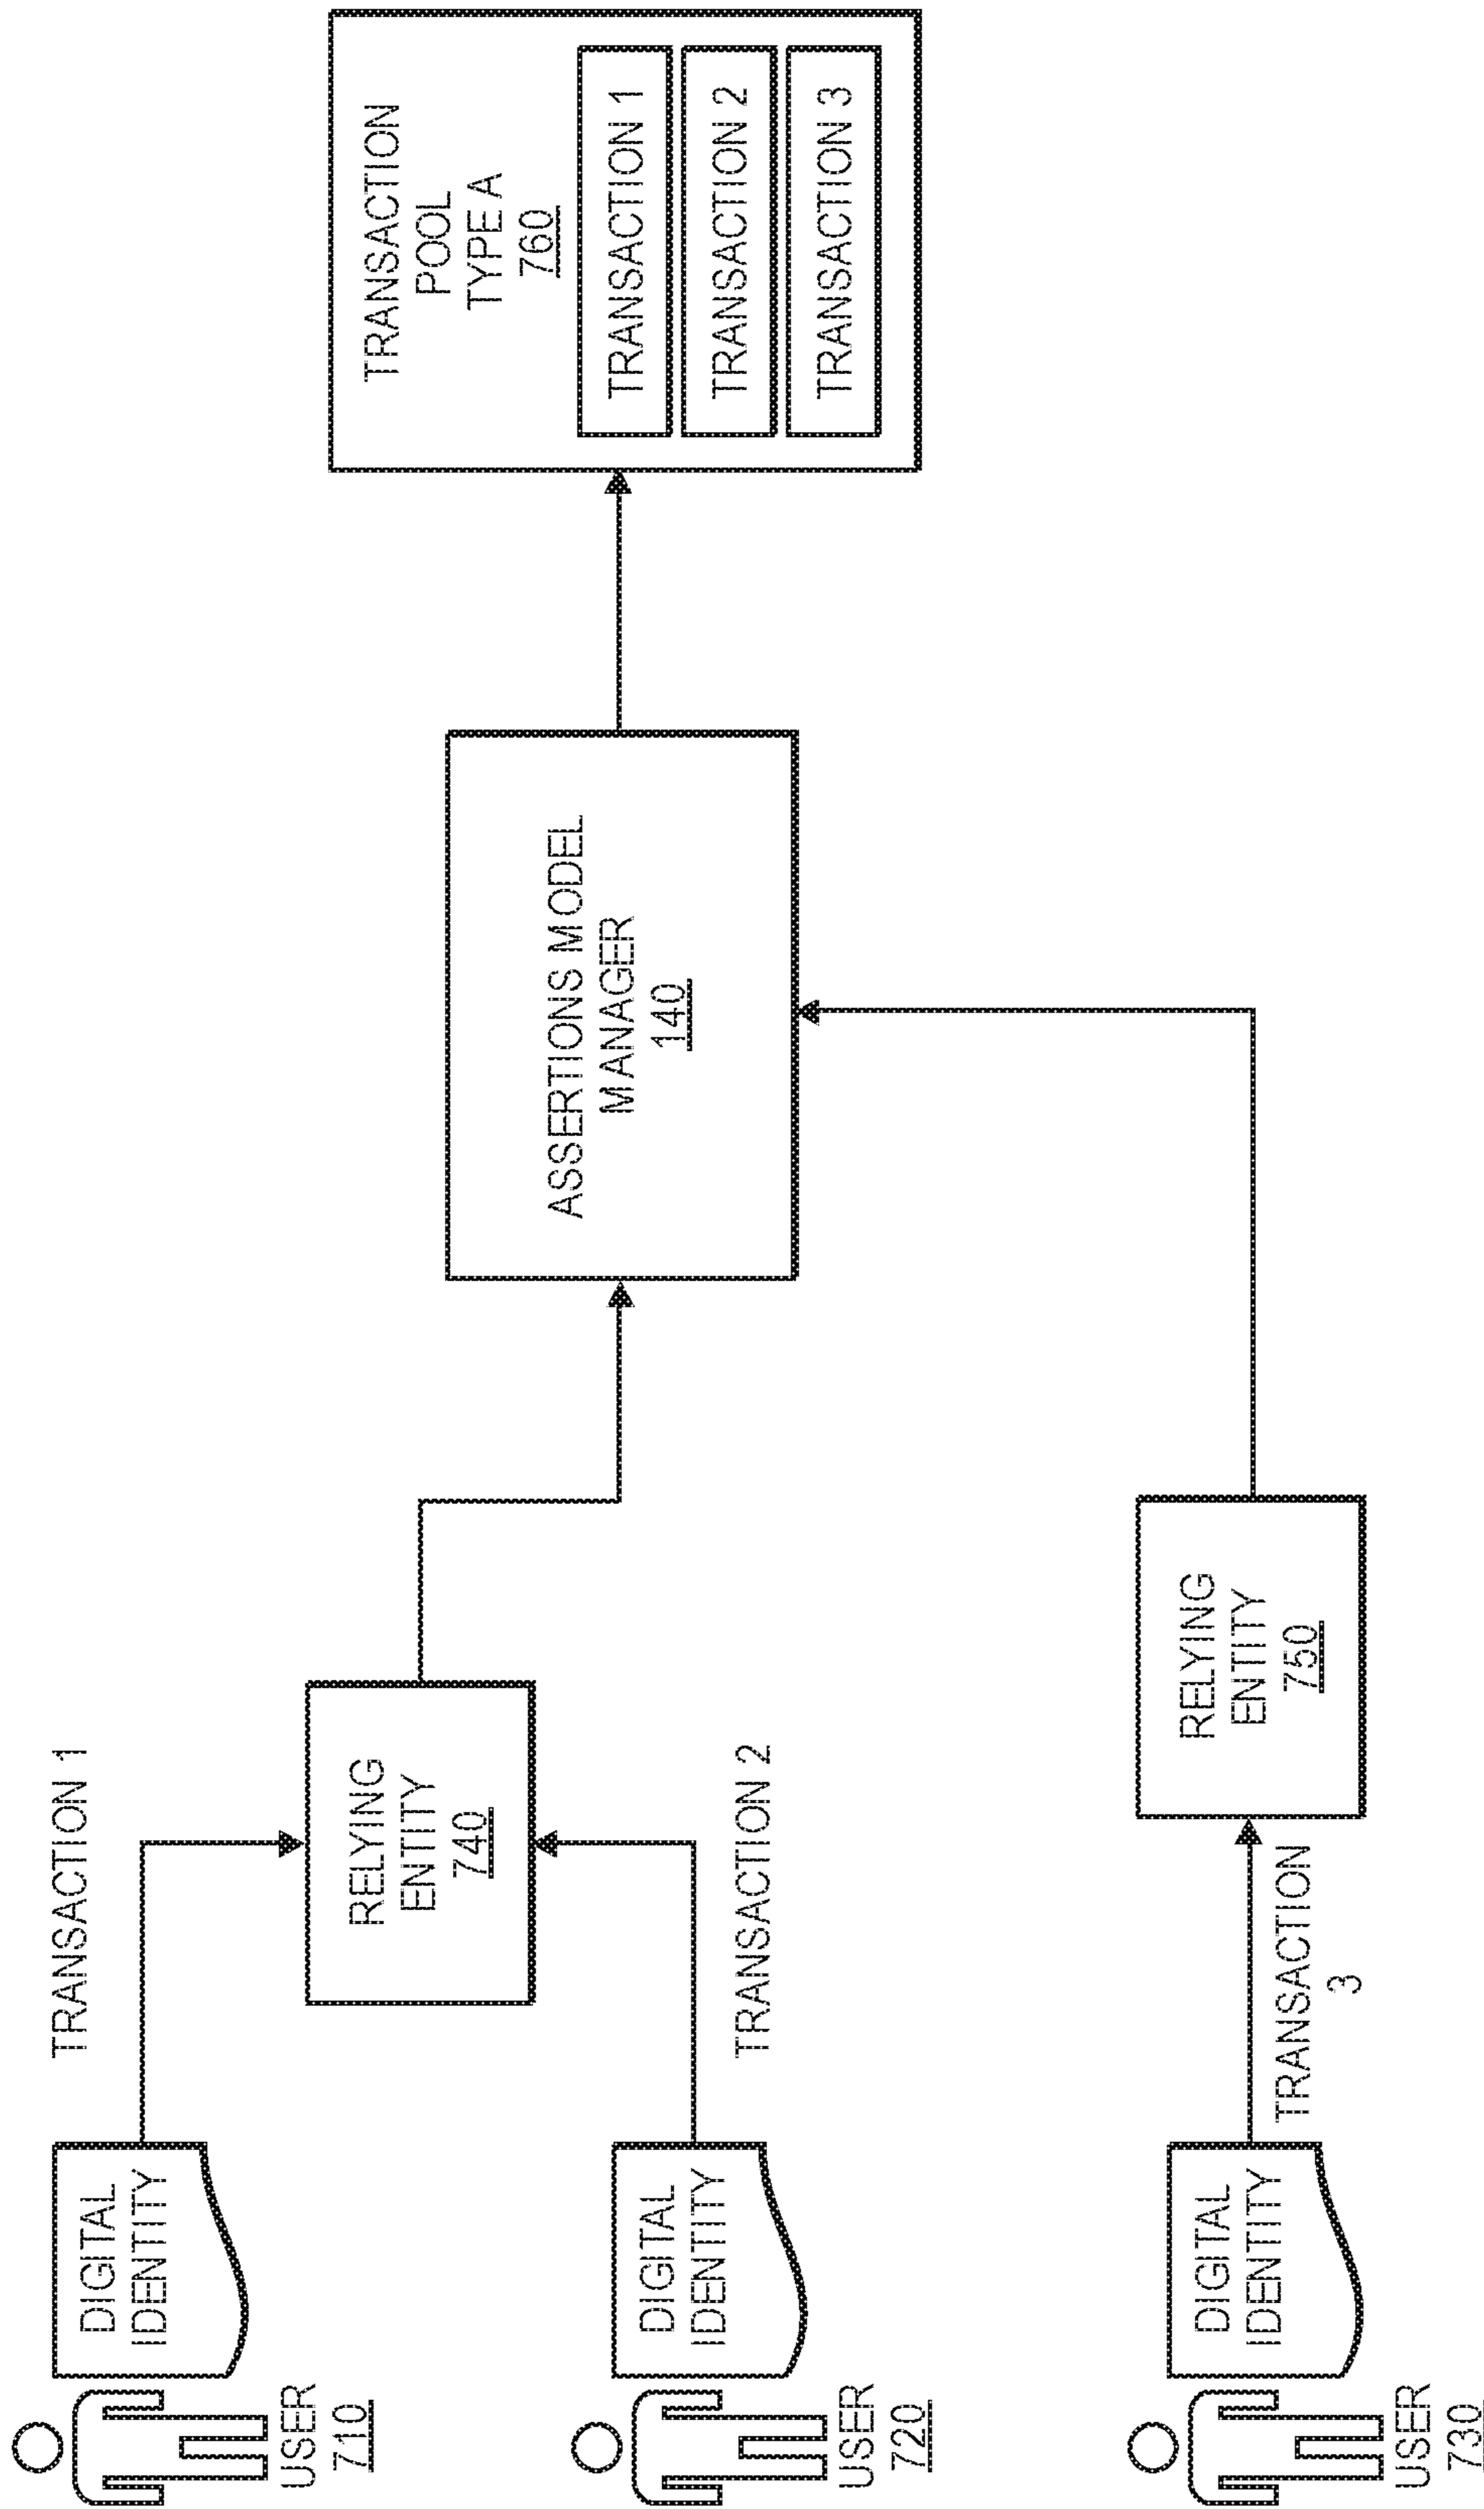 TRANSACTION 1
DIGITAL
IDENTITY
USER
710
RELYING
ENTITY
740
TRANSACTION 2
DIGITAL
IDENTITY
USER
720
ASSERTIONS MODEL
MANAGER
140
TRANSACTION
POOL
TYPE A
760
TRANSACTION 1
TRANSACTION 2
TRANSACTION 3
DIGITAL
IDENTITY
USER
730
TRANSACTION
3
RELYING
ENTITY
750